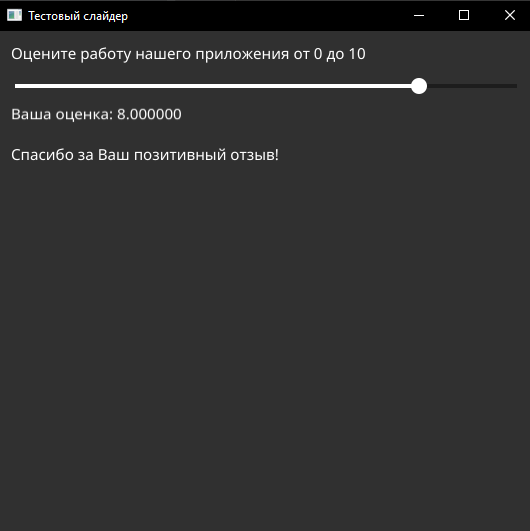 Тестовый слайдер
Оцените работу нашего приложения от 0 до 10
Ваша оценка: 8.000000
Спасибо за Ваш позитивный отзыв!